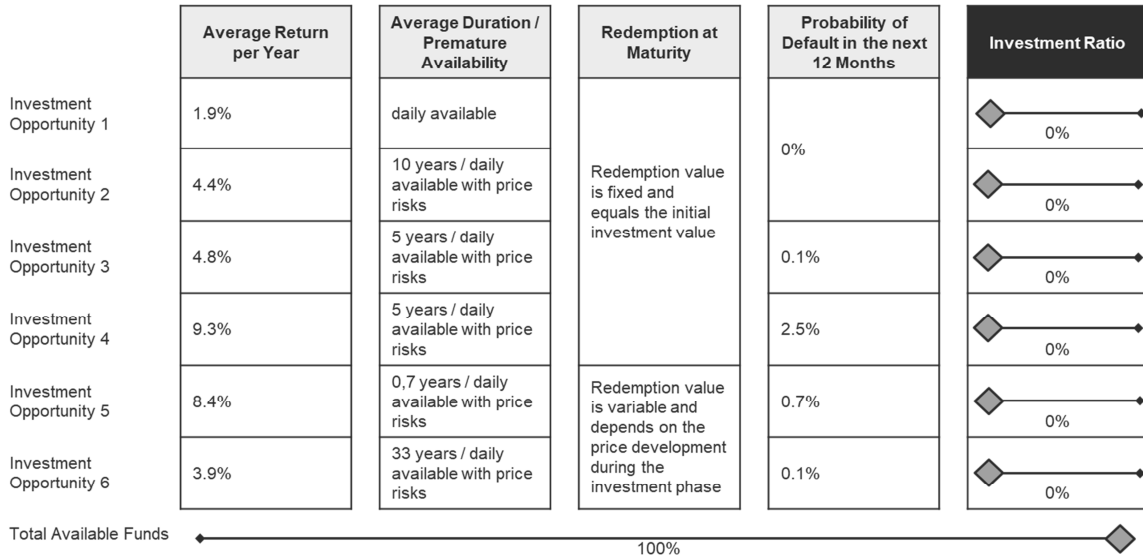 Average Return
per Year
Average Duration /
Premature
Availability
Redemption at
Maturity
Probability of
Default in the next
12 Months
Investment Ratio
Investment
Opportunity 1
1.9%
daily available
Redemption value
is fixed and
equals the initial
investment value
0%
0%
Investment
Opportunity 2
4.4%
10 years / daily
available with price
risks
0%
Investment
Opportunity 3
4.8%
5 years / daily
available with price
risks
0.1%
0%
Investment
Opportunity 4
9.3%
5 years / daily
available with price
risks
2.5%
0%
Investment
Opportunity 5
8.4%
0,7 years / daily
available with price
risks
Redemption value
is variable and
depends on the
price development
during the
investment phase
0.7%
0%
Investment
Opportunity 6
3.9%
33 years / daily
available with price
risks
0.1%
0%
Total Available Funds
100%